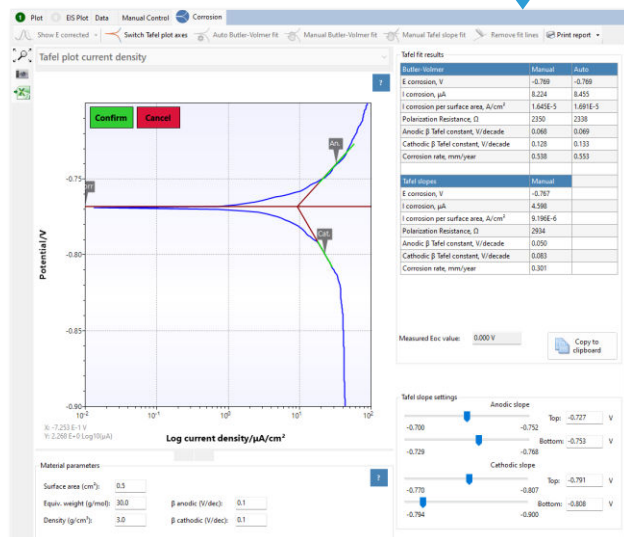 Plot EIS Plot Data Manual Control Corrosion
Show E corrected Switch Tafel plot axes Auto Butler-Volmer fit Manual Butler-Volmer fit Manual Tafel slope fit Remove fit lines Print report
Tafel plot current density
?
Confirm Cancel
An.
Cat.
-0.75
-0.80
-0.85
-0.90
Potential/V
10⁻² 10⁻¹ 10⁰ 10¹ 10²
X: -7.253 E-1 V
Y: 2.268 E+0 Log10(µA)
Log current density/µA/cm²
Material parameters
?
Surface area (cm²): 0.5
Equiv. weight (g/mol): 30.0 β anodic (V/dec): 0.1
Density (g/cm³): 3.0 β cathodic (V/dec): 0.1
Tafel fit results
Butler-Volmer Manual Auto
E corrosion, V -0.769 -0.769
I corrosion, µA 8.224 8.455
I corrosion per surface area, A/cm² 1.645E-5 1.691E-5
Polarization Resistance, Ω 2350 2338
Anodic β Tafel constant, V/decade 0.068 0.069
Cathodic β Tafel constant, V/decade 0.128 0.133
Corrosion rate, mm/year 0.538 0.553
Tafel slopes Manual
E corrosion, V -0.767
I corrosion, µA 4.598
I corrosion per surface area, A/cm² 9.196E-6
Polarization Resistance, Ω 2934
Anodic β Tafel constant, V/decade 0.050
Cathodic β Tafel constant, V/decade 0.083
Corrosion rate, mm/year 0.301
Measured Eoc value: 0.000 V
Copy to
clipboard
Tafel slope settings
Anodic slope
Top: -0.727 V
-0.700 -0.752
Bottom: -0.753 V
-0.729 -0.768
Cathodic slope
Top: -0.791 V
-0.770 -0.807
Bottom: -0.808 V
-0.794 -0.900